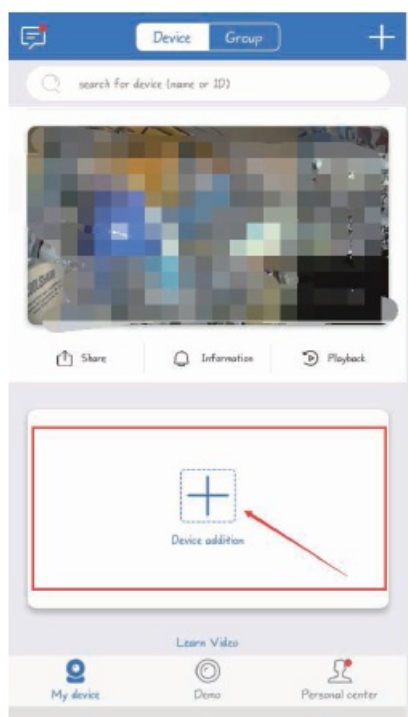 Device Group
search for device (name or ID)
Share Information Playback
Device addition
Learn Video
My device Demo Personal center